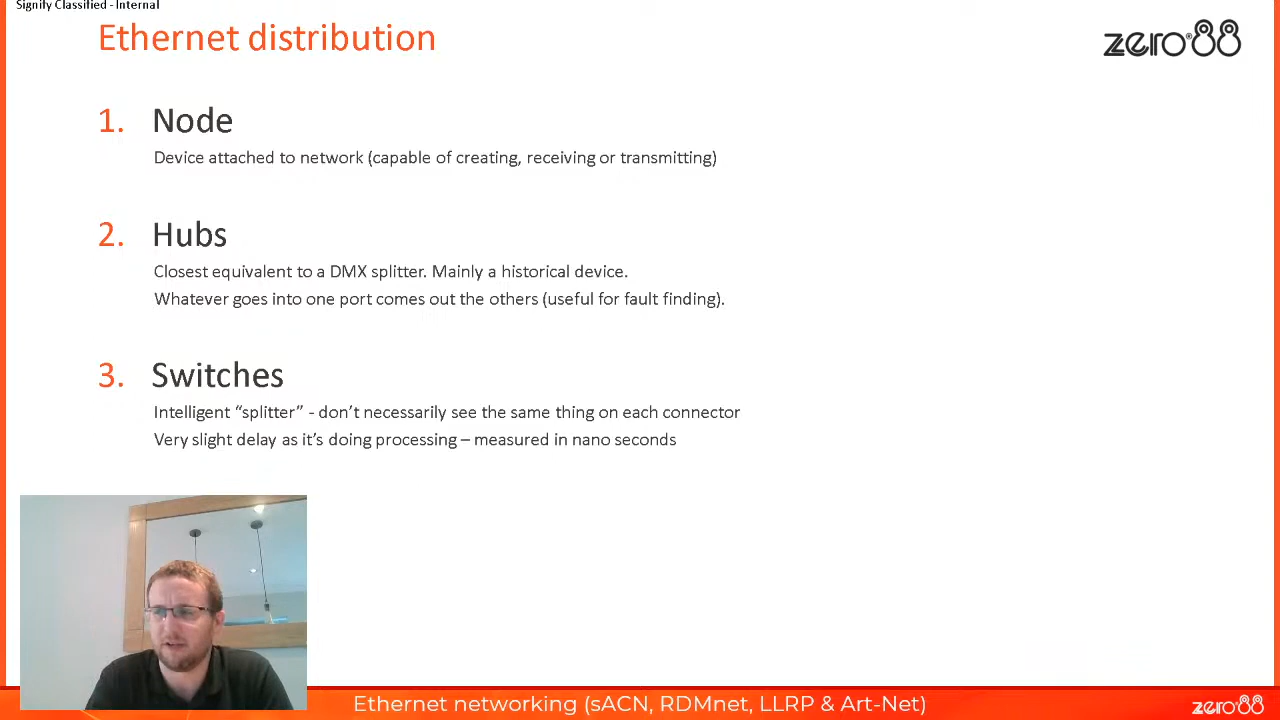 Signify Classified - Internal
Ethernet distribution
zero®88
1. Node
Device attached to network (capable of creating, receiving or transmitting)
2. Hubs
Closest equivalent to a DMX splitter. Mainly a historical device.
Whatever goes into one port comes out the others (useful for fault finding).
3. Switches
Intelligent “splitter” - don’t necessarily see the same thing on each connector
Very slight delay as it’s doing processing – measured in nano seconds
Ethernet networking (sACN, RDMnet, LLRP & Art-Net)
zero88